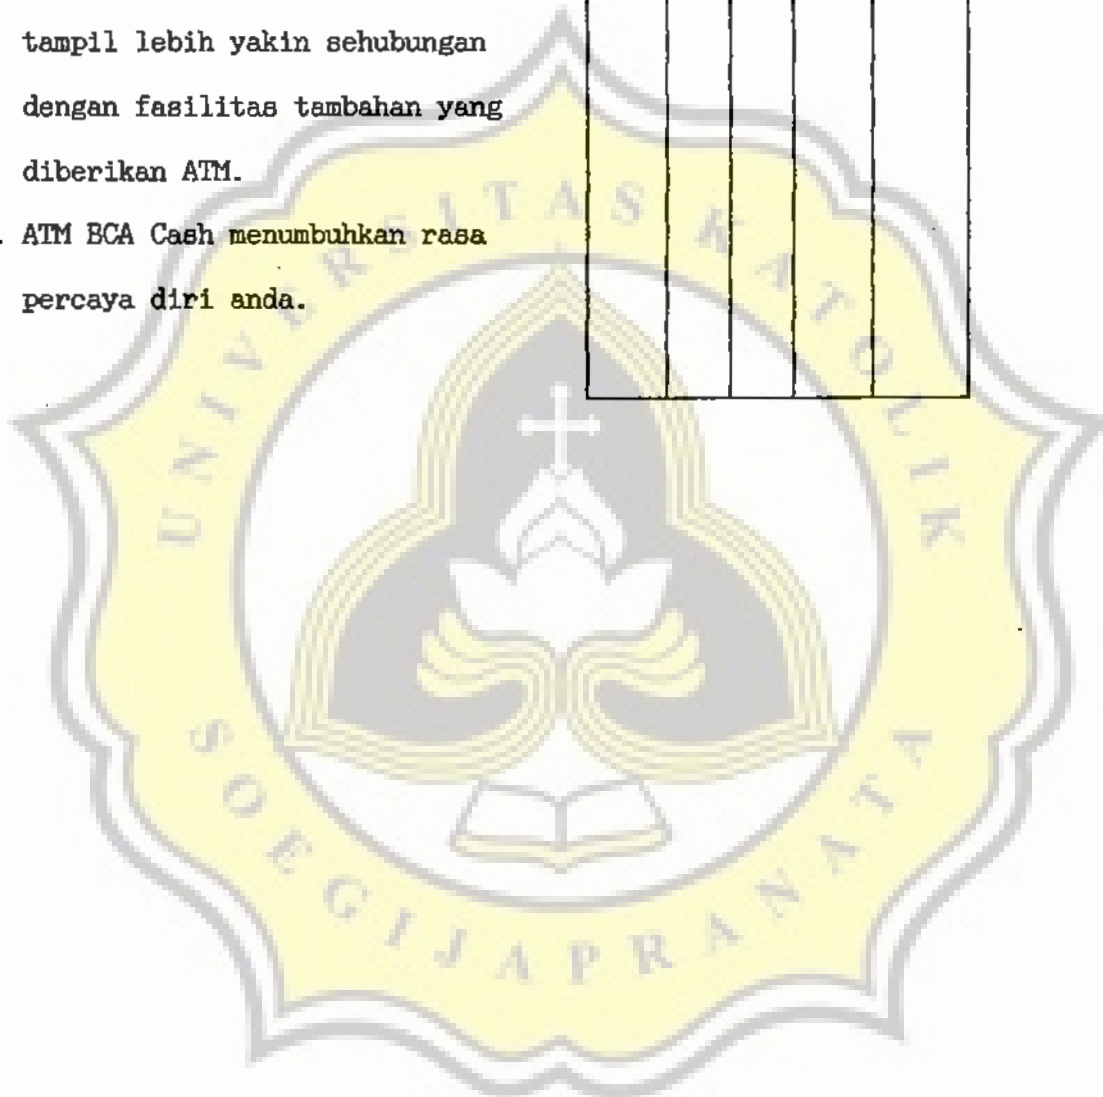 tampil lebih yakin sehubungan
dengan fasilitas tambahan yang
diberikan ATM.
. ATM BCA Cash menumbuhkan rasa
percaya diri anda.
UNIVERSITAS KATOLIK
SOEGIJAPRANATA